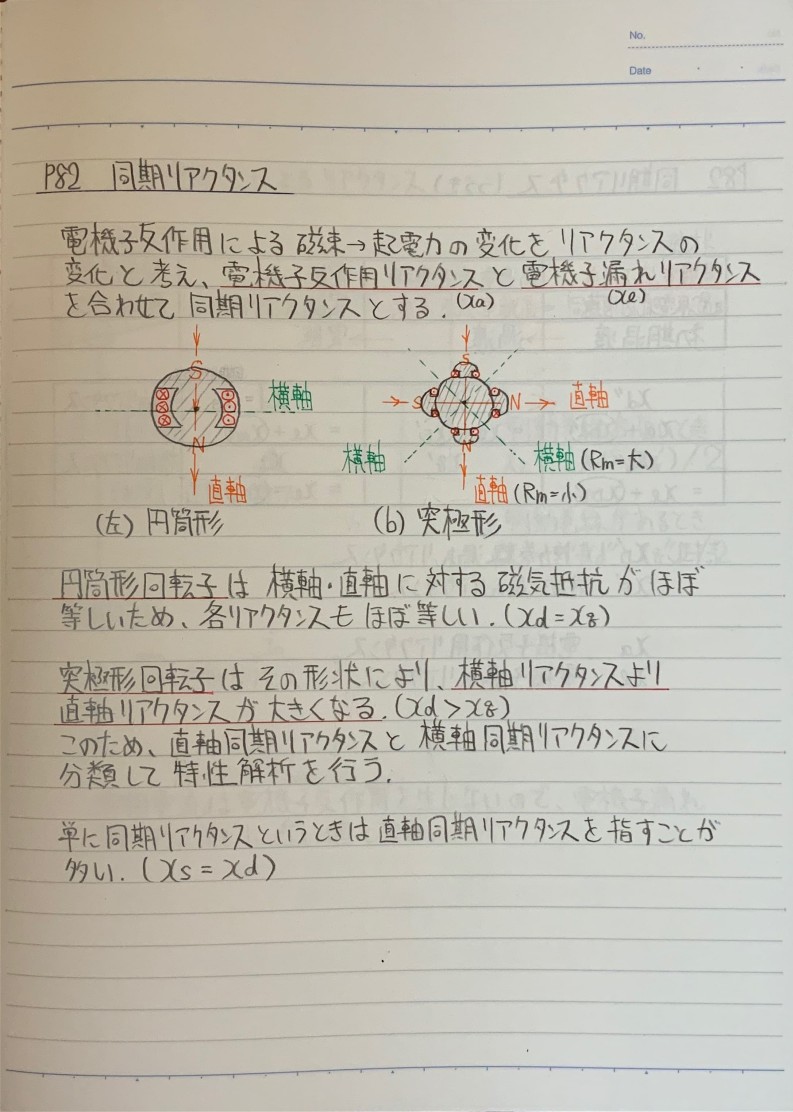 No.
Date
P82 同期リアクタンス
電機子反作用による磁束→起電力の変化をリアクタンスの
変化と考え、電機子反作用リアクタンスと電機子漏れリアクタンス
を合わせて同期リアクタンスとする. (xa) (xe)
S
横軸
N
直軸
(左) 円筒形
S
S N 直軸
N
横軸 横軸 (Rm=大)
直軸 (Rm=小)
(b) 突極形
円筒形回転子は横軸・直軸に対する磁気抵抗がほぼ
等しいため、各リアクタンスもほぼ等しい. (xd=xq)
突極形回転子はその形状により、横軸リアクタンスより
直軸リアクタンスが大きくなる. (xd>xq)
このため、直軸同期リアクタンスと横軸同期リアクタンスに
分類して特性解析を行う.
単に同期リアクタンスというときは直軸同期リアクタンスを指すことが
多い. (xs=xd)